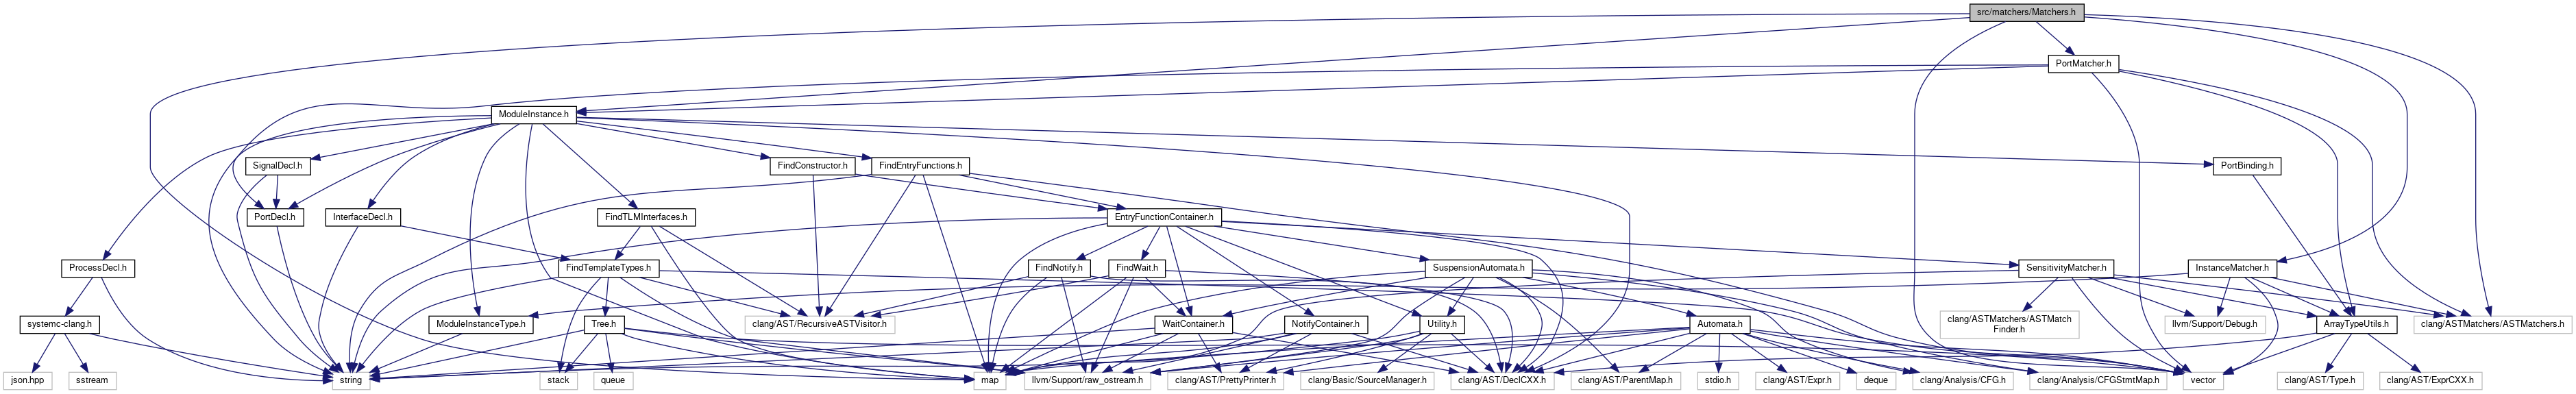 src/matchers/Matchers.h
PortMatcher.h
ModuleInstance.h
SignalDecl.h
FindConstructor.h
FindEntryFunctions.h
PortBinding.h
PortDecl.h
InterfaceDecl.h
FindTLMInterfaces.h
EntryFunctionContainer.h
ProcessDecl.h
FindTemplateTypes.h
FindNotify.h
FindWait.h
SuspensionAutomata.h
SensitivityMatcher.h
InstanceMatcher.h
systemc-clang.h
ModuleInstanceType.h
Tree.h
clang/AST/RecursiveASTVisitor.h
WaitContainer.h
NotifyContainer.h
Utility.h
Automata.h
clang/ASTMatchers/ASTMatch
Finder.h
llvm/Support/Debug.h
ArrayTypeUtils.h
clang/ASTMatchers/ASTMatchers.h
json.hpp
sstream
string
stack
queue
map
llvm/Support/raw_ostream.h
clang/AST/PrettyPrinter.h
clang/Basic/SourceManager.h
clang/AST/DeclCXX.h
clang/AST/ParentMap.h
stdio.h
clang/AST/Expr.h
deque
clang/Analysis/CFG.h
clang/Analysis/CFGStmtMap.h
vector
clang/AST/Type.h
clang/AST/ExprCXX.h